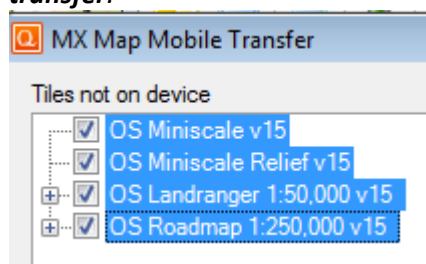 transfer.
MX Map Mobile Transfer
Tiles not on device
OS Miniscale v15
OS Miniscale Relief v15
OS Landranger 1:50,000 v15
OS Roadmap 1:250,000 v15